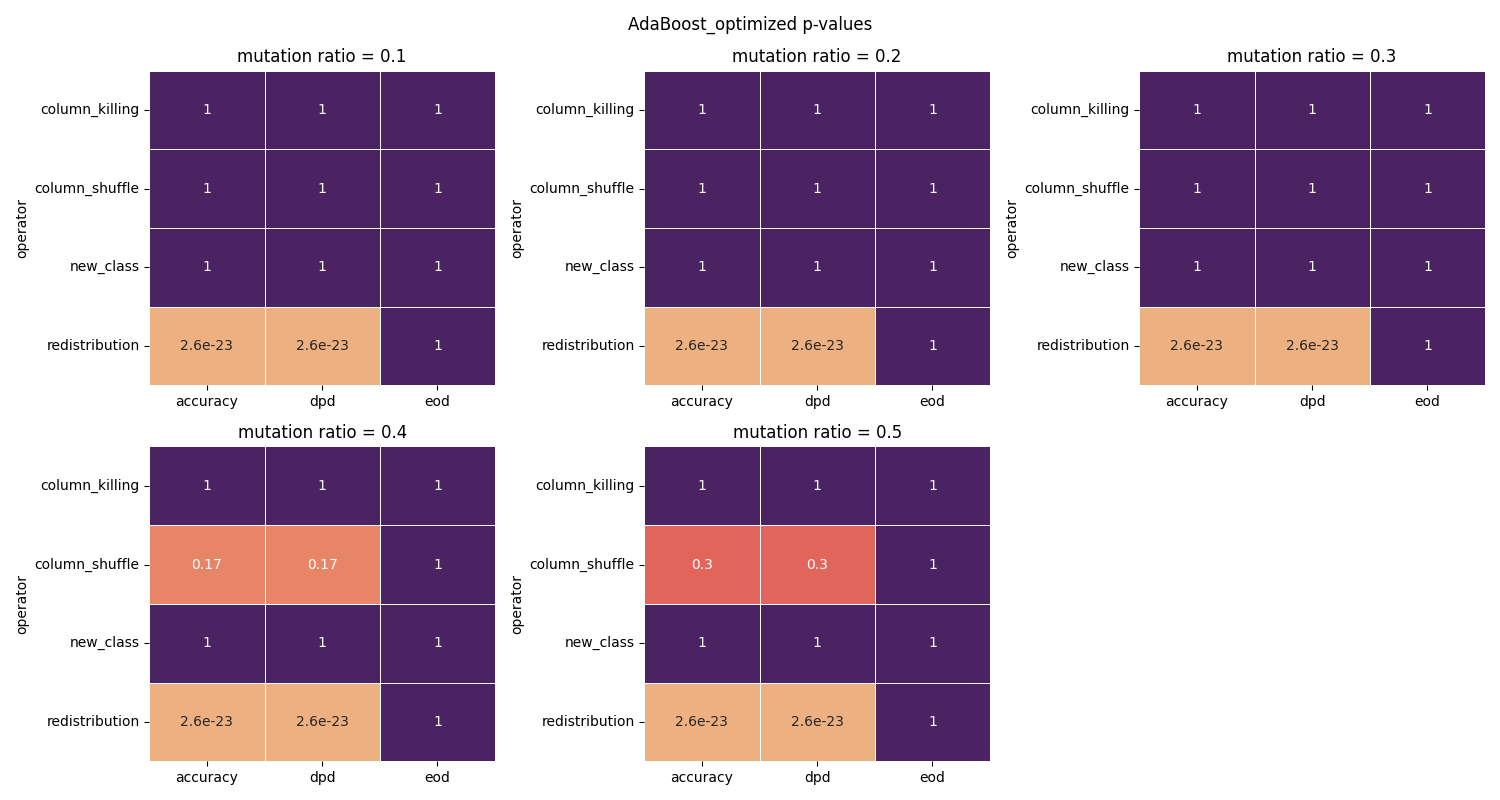 AdaBoost_optimized p-values
mutation ratio = 0.1
operator
column_killing 1 1 1
column_shuffle 1 1 1
new_class 1 1 1
redistribution 2.6e-23 2.6e-23 1
accuracy dpd eod
mutation ratio = 0.2
operator
column_killing 1 1 1
column_shuffle 1 1 1
new_class 1 1 1
redistribution 2.6e-23 2.6e-23 1
accuracy dpd eod
mutation ratio = 0.3
operator
column_killing 1 1 1
column_shuffle 1 1 1
new_class 1 1 1
redistribution 2.6e-23 2.6e-23 1
accuracy dpd eod
mutation ratio = 0.4
operator
column_killing 1 1 1
column_shuffle 0.17 0.17 1
new_class 1 1 1
redistribution 2.6e-23 2.6e-23 1
accuracy dpd eod
mutation ratio = 0.5
operator
column_killing 1 1 1
column_shuffle 0.3 0.3 1
new_class 1 1 1
redistribution 2.6e-23 2.6e-23 1
accuracy dpd eod